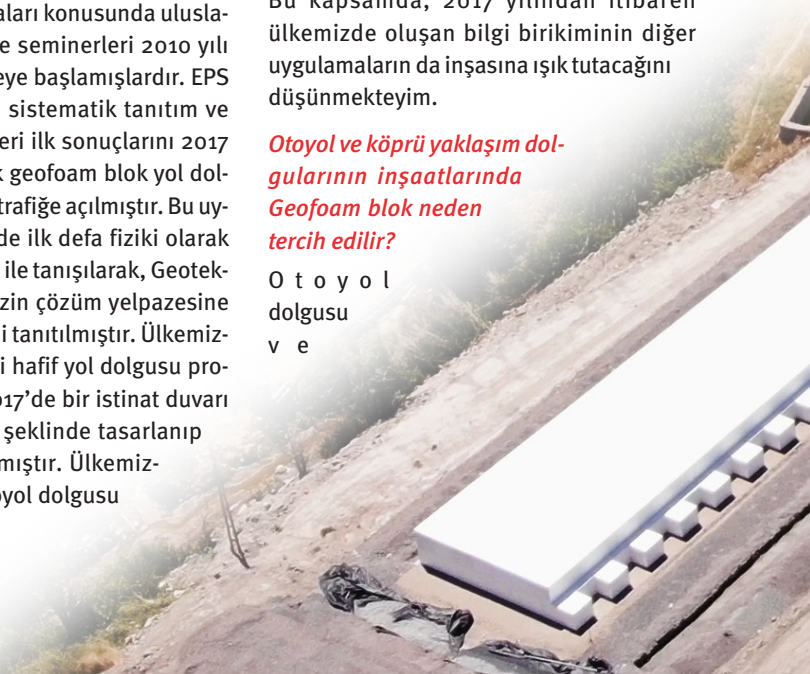 aları konusunda ulusla-
e seminerleri 2010 yılı
eye başlamışlardır. EPS
sistematik tanıtım ve
eri ilk sonuçlarını 2017
k geofoam blok yol dol-
trafiğe açılmıştır. Bu uy-
de ilk defa fiziki olarak
ile tanışılarak, Geotek-
zin çözüm yelpazesine
i tanıtılmıştır. Ülkemiz-
i hafif yol dolgusu pro-
017’de bir istinat duvarı
şeklinde tasarlanıp
mıştır. Ülkemiz-
oyol dolgusu
Bu kapsamda, 2017 yılından itibaren
ülkemizde oluşan bilgi birikiminin diğer
uygulamaların da inşasına ışık tutacağını
düşünmekteyim.
Otoyol ve köprü yaklaşım dol-
gularının inşaatlarında
Geofoam blok neden
tercih edilir?
Otoyol
dolgusu
ve